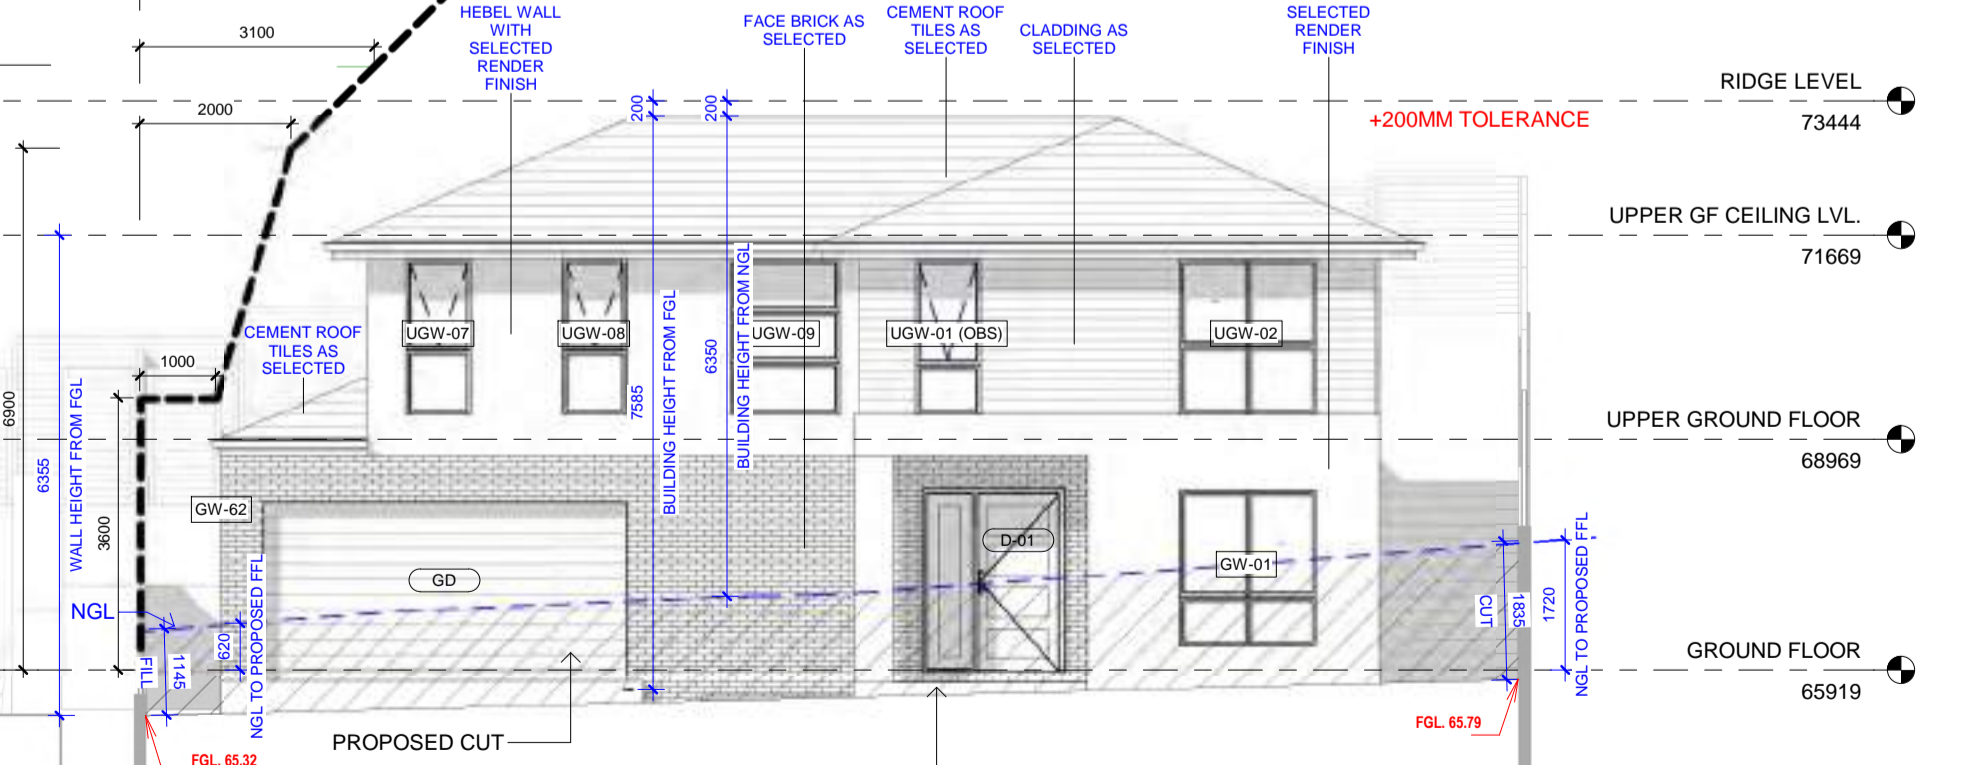 HEBEL WALL
WITH
SELECTED
RENDER
FINISH
FACE BRICK AS
SELECTED
CEMENT ROOF
TILES AS
SELECTED
CLADDING AS
SELECTED
SELECTED
RENDER
FINISH
3100
2000
200
200
RIDGE LEVEL
73444
+200MM TOLERANCE
UPPER GF CEILING LVL.
71669
CEMENT ROOF
TILES AS
SELECTED
UGW-07
UGW-08
UGW-09
UGW-01 (OBS)
UGW-02
1000
6900
6355
WALL HEIGHT FROM FGL
3600
7585
BUILDING HEIGHT FROM FGL
6350
BUILDING HEIGHT FROM NGL
UPPER GROUND FLOOR
68969
GW-62
GD
D-01
GW-01
NGL
FILL
1145
620
NGL TO PROPOSED FFL
CUT
1835
1720
NGL TO PROPOSED FFL
GROUND FLOOR
65919
PROPOSED CUT
FGL. 65.32
FGL. 65.79